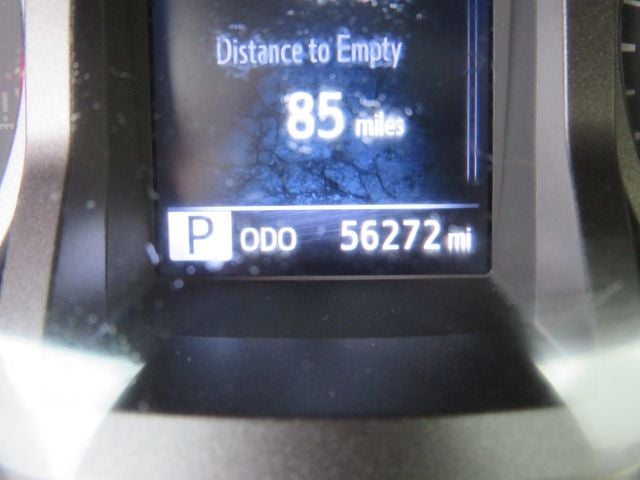 Distance to Empty
85 miles
P ODO 56272 mi